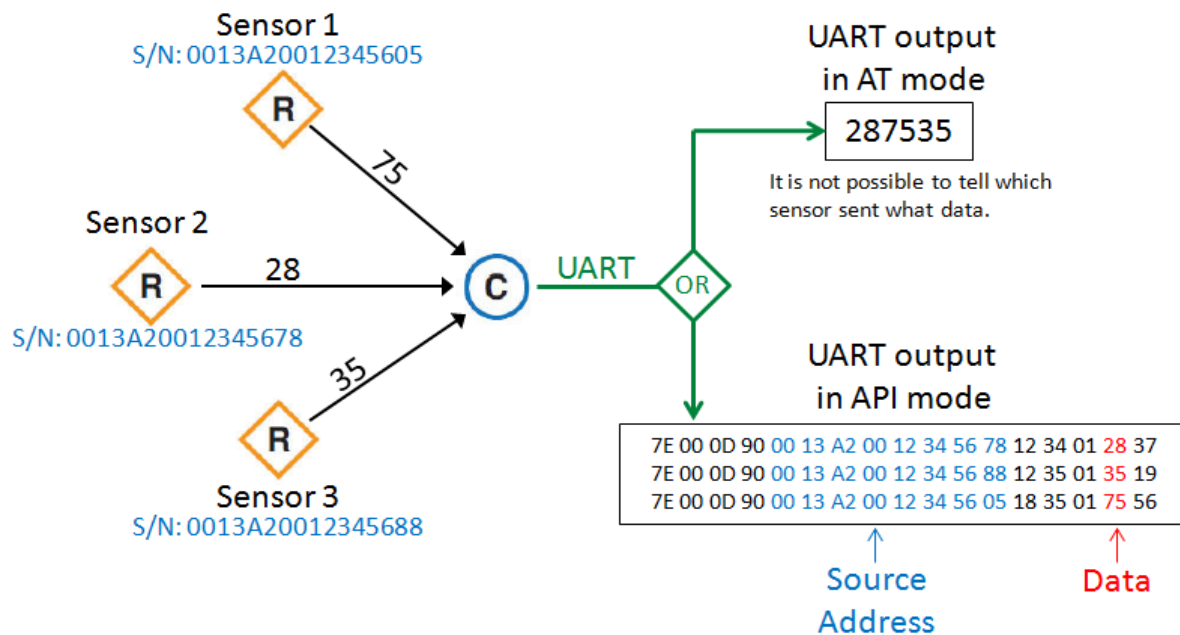 Sensor 1
S/N: 0013A20012345605
R
75
Sensor 2
R
28
S/N: 0013A20012345678
35
R
Sensor 3
S/N: 0013A20012345688
C
UART
OR
UART output
in AT mode
287535
It is not possible to tell which
sensor sent what data.
UART output
in API mode
7E 00 0D 90 00 13 A2 00 12 34 56 78 12 34 01 28 37
7E 00 0D 90 00 13 A2 00 12 34 56 88 12 35 01 35 19
7E 00 0D 90 00 13 A2 00 12 34 56 05 18 35 01 75 56
Source
Address
Data